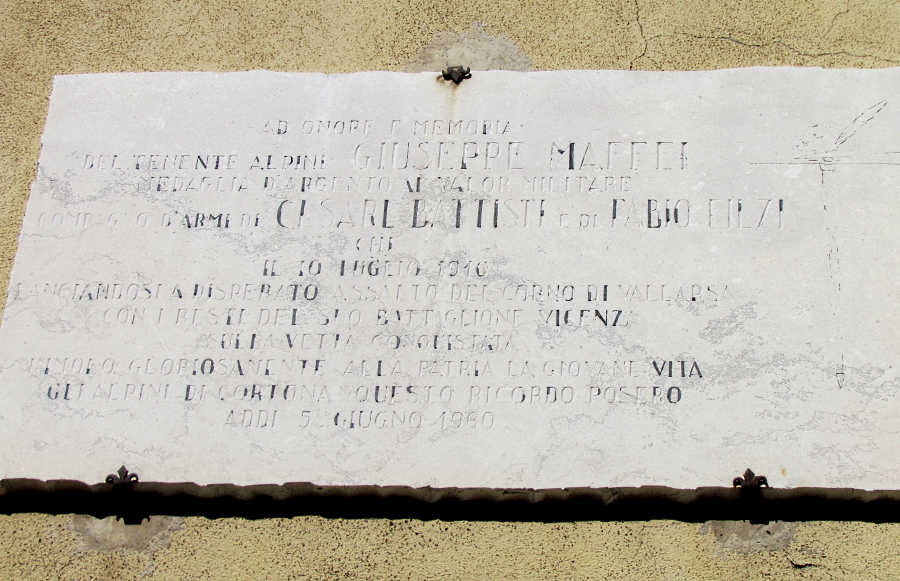 AD ONORE E MEMORIA
DEL TENENTE ALPINI GIUSEPPE MAFFEI
MEDAGLIA D'ARGENTO AL VALOR MILITARE
COMPAGNO D'ARMI DI CESARE BATTISTI E DI FABIO FILZI
CHE
IL 10 LUGLIO 1916
LANCIANDOSI A DISPERATO ASSALTO DEL CORNO DI VALLARSA
CON I RESTI DEL SUO BATTAGLIONE VICENZA
SULLA VETTA CONQUISTATA
IMMOLO GLORIOSAMENTE ALLA PATRIA LA GIOVANE VITA
GLI ALPINI DI CORTONA QUESTO RICORDO POSERO
ADDI 5 GIUGNO 1960